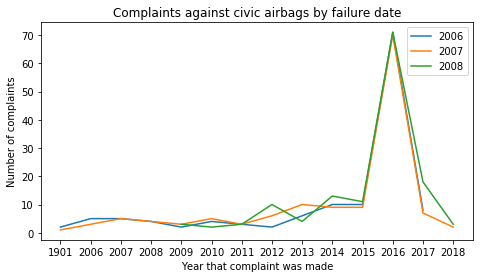 Complaints against civic airbags by failure date
2006
2007
2008
Number of complaints
70
60
50
40
30
20
10
0
1901 2006 2007 2008 2009 2010 2011 2012 2013 2014 2015 2016 2017 2018
Year that complaint was made